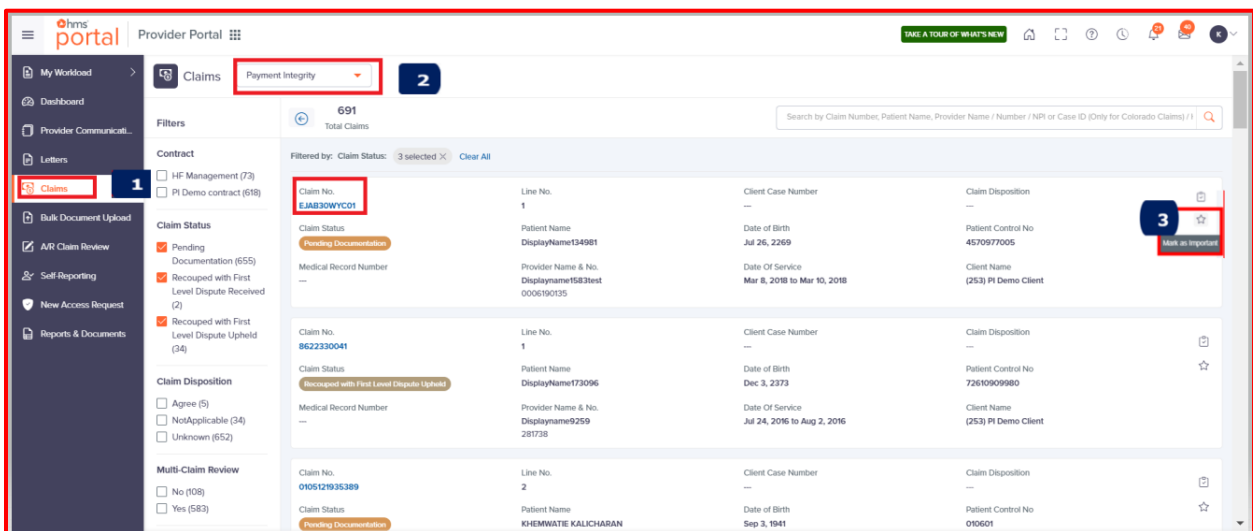 hms
portal
Provider Portal
TAKE A TOUR OF WHAT'S NEW
21
40
K
My Workload
Dashboard
Provider Communicati...
Letters
Claims
1
Bulk Document Upload
A/R Claim Review
Self-Reporting
New Access Request
Reports & Documents
Claims
Payment Integrity
2
Filters
691
Total Claims
Search by Claim Number, Patient Name, Provider Name / Number / NPI or Case ID (Only for Colorado Claims) /
Contract
HF Management (73)
PI Demo contract (618)
Claim Status
Pending
Documentation (655)
Recouped with First
Level Dispute Received
(2)
Recouped with First
Level Dispute Upheld
(34)
Claim Disposition
Agree (5)
NotApplicable (34)
Unknown (652)
Multi-Claim Review
No (108)
Yes (583)
Filtered by: Claim Status: 3 selected Clear All
Claim No. Line No. Client Case Number Claim Disposition
EJAB30WYC01 1 --- ---
Claim Status Patient Name Date of Birth Patient Control No
Pending Documentation DisplayName134981 Jul 26, 2269 4570977005
3
Mark as Important
Medical Record Number Provider Name & No. Date Of Service Client Name
--- Displayname1583test Mar 8, 2018 to Mar 10, 2018 (253) PI Demo Client
0006190135
Claim No. Line No. Client Case Number Claim Disposition
8622330041 1 --- ---
Claim Status Patient Name Date of Birth Patient Control No
Recouped with First Level Dispute Upheld DisplayName173096 Dec 3, 2373 72610909980
Medical Record Number Provider Name & No. Date Of Service Client Name
--- Displayname9259 Jul 24, 2016 to Aug 2, 2016 (253) PI Demo Client
281738
Claim No. Line No. Client Case Number Claim Disposition
0105121935389 2 --- ---
Claim Status Patient Name Date of Birth Patient Control No
Pending Documentation KHEMWATIE KALICHARAN Sep 3, 1941 010601